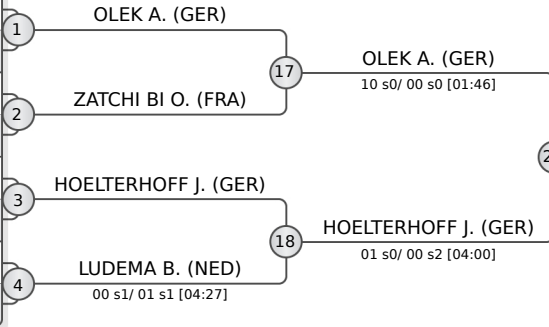 OLEK A. (GER)
1
17
OLEK A. (GER)
10 s0/ 00 s0 [01:46]
ZATCHI BI O. (FRA)
2
HOELTERHOFF J. (GER)
3
18
HOELTERHOFF J. (GER)
01 s0/ 00 s2 [04:00]
LUDEMA B. (NED)
4
00 s1/ 01 s1 [04:27]